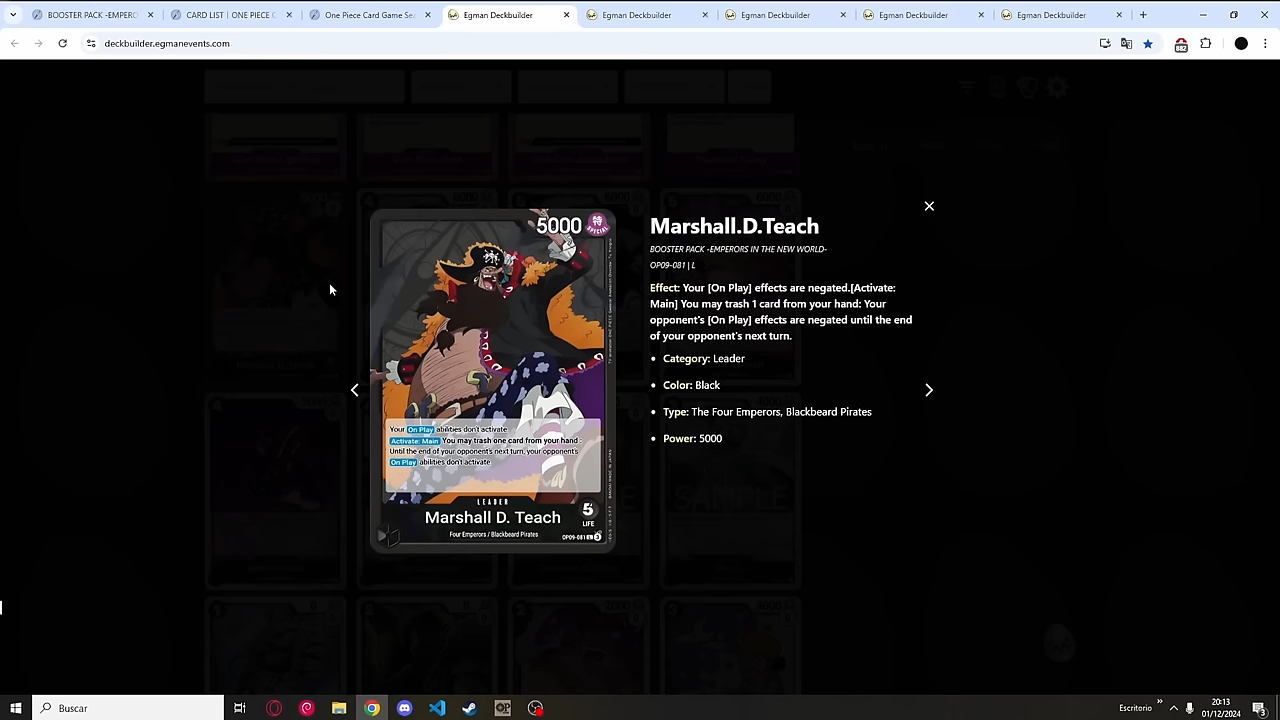 BOOSTER PACK -EMPERO
CARD LIST | ONE PIECE C
One Piece Card Game Sea
Egman Deckbuilder
Egman Deckbuilder
Egman Deckbuilder
Egman Deckbuilder
Egman Deckbuilder
deckbuilder.egmanevents.com
882
5000
SPECIAL
Your On Play abilities don't activate.
Activate: Main You may trash one card from your hand :
Until the end of your opponent's next turn, your opponent's
On Play abilities don't activate.
LEADER
Marshall D. Teach
Four Emperors / Blackbeard Pirates
5
LIFE
OP09-081 L
Marshall.D.Teach
BOOSTER PACK -EMPERORS IN THE NEW WORLD-
OP09-081 | L
Effect: Your [On Play] effects are negated.[Activate:
Main] You may trash 1 card from your hand: Your
opponent's [On Play] effects are negated until the end
of your opponent's next turn.
Category: Leader
Color: Black
Type: The Four Emperors, Blackbeard Pirates
Power: 5000
Buscar
Escritorio
20:13
01/12/2024
3